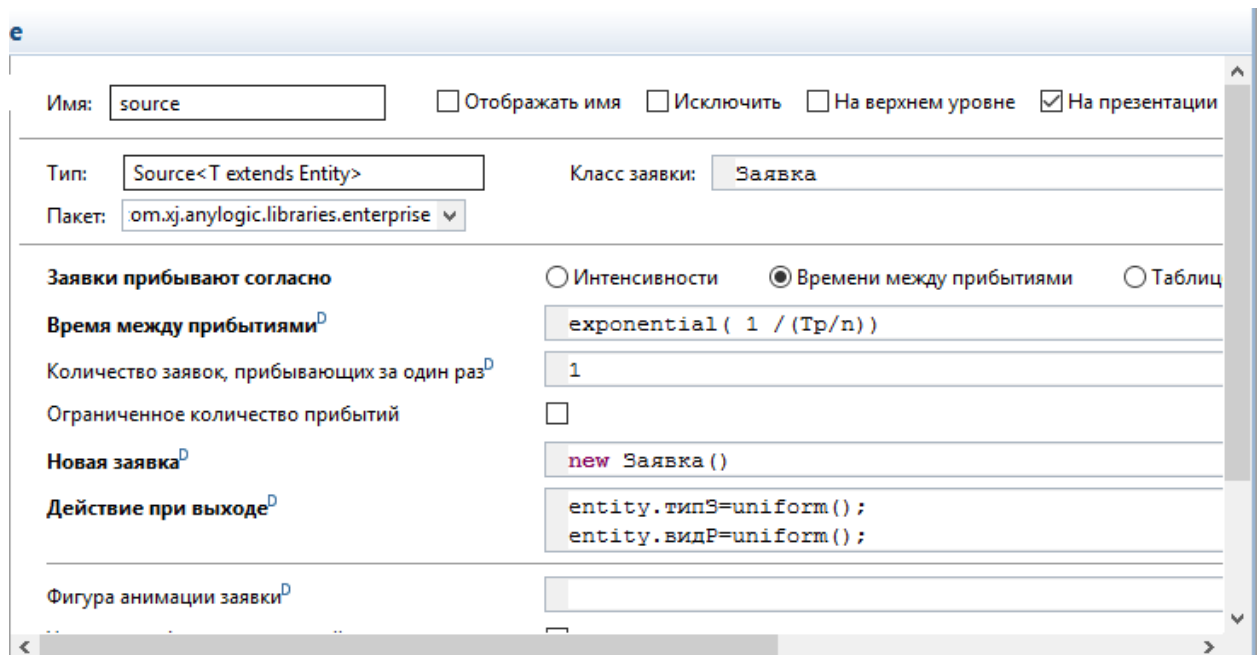 е
Имя: source Отображать имя Исключить На верхнем уровне На презентации
Тип: Source<T extends Entity> Класс заявки: Заявка
Пакет: om.xj.anylogic.libraries.enterprise
Заявки прибывают согласно Интенсивности Времени между прибытиями Таблиц
Время между прибытиямиD exponential( 1 /(Tp/n))
Количество заявок, прибывающих за один разD 1
Ограниченное количество прибытий
Новая заявкаD new Заявка()
Действие при выходеD entity.типЗ=uniform();
entity.видР=uniform();
Фигура анимации заявкиD